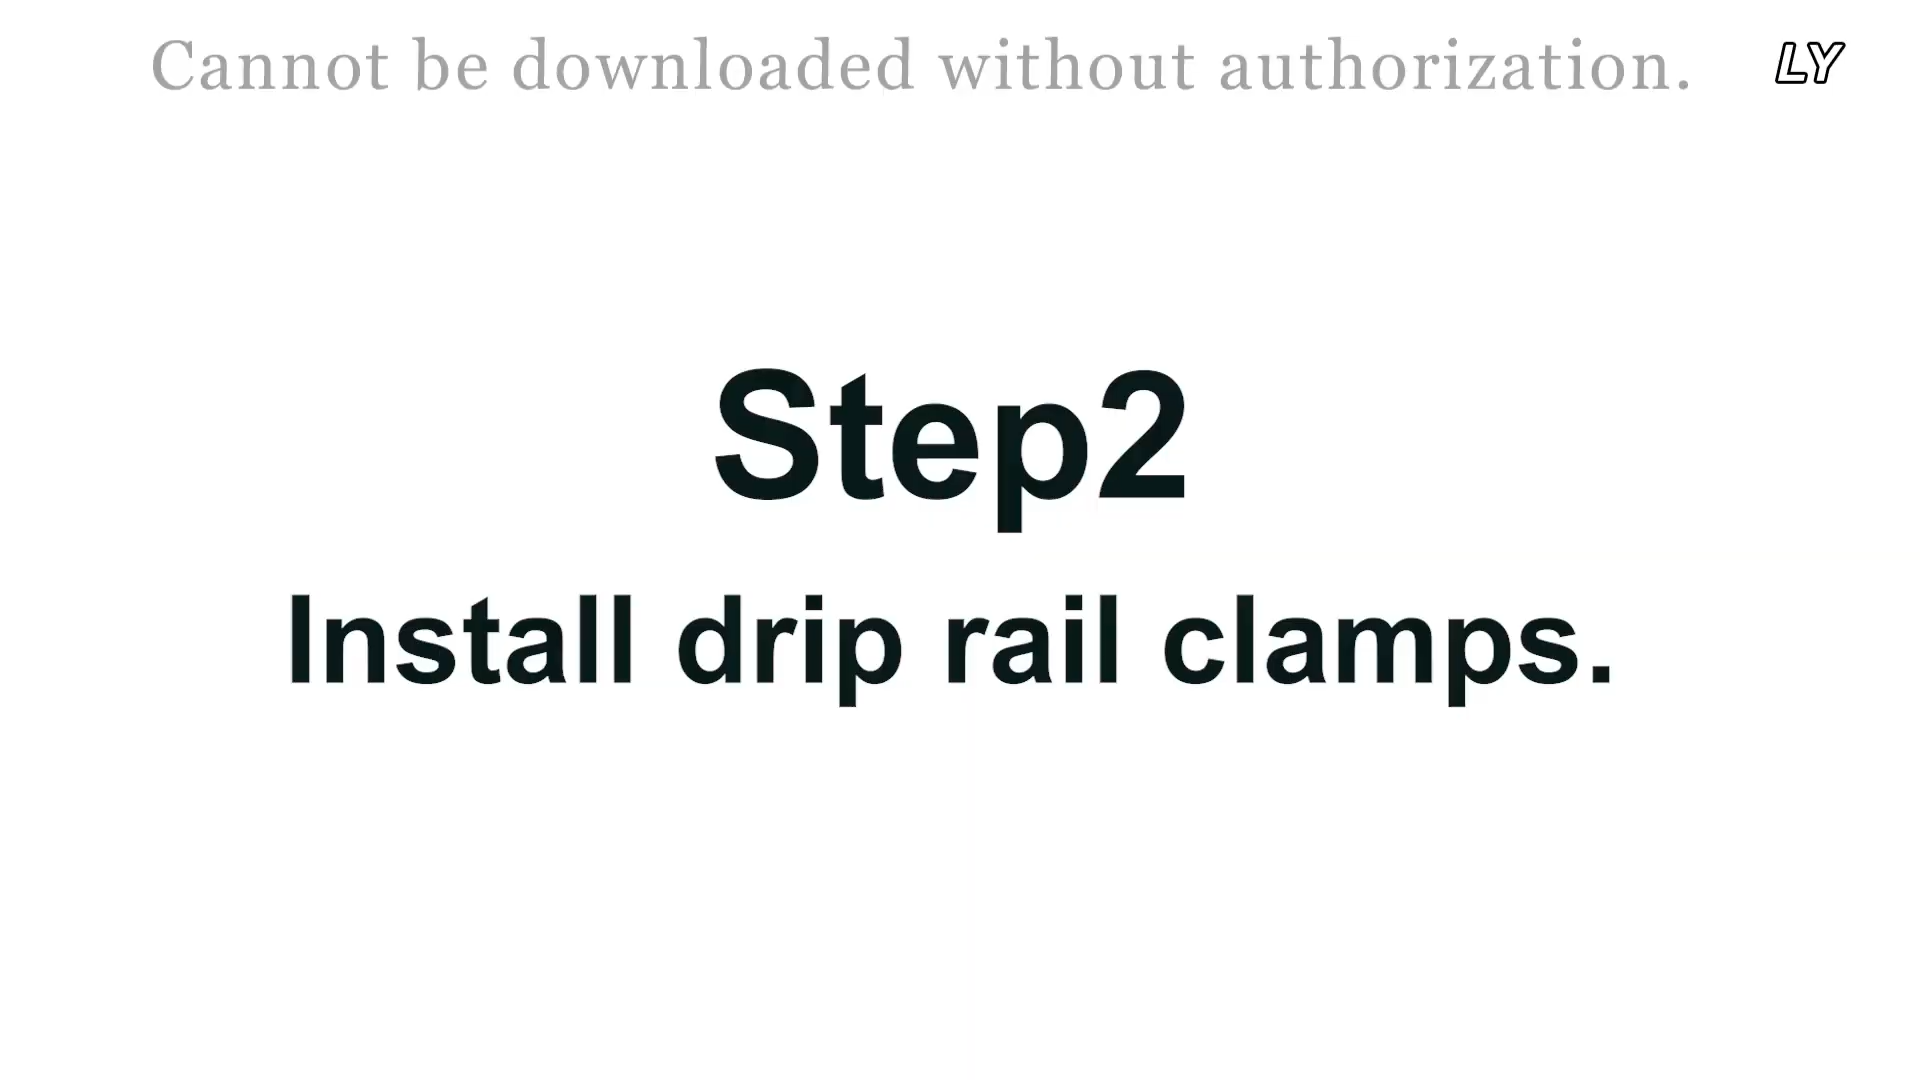 Cannot be downloaded without authorization. LY
Step2
Install drip rail clamps.